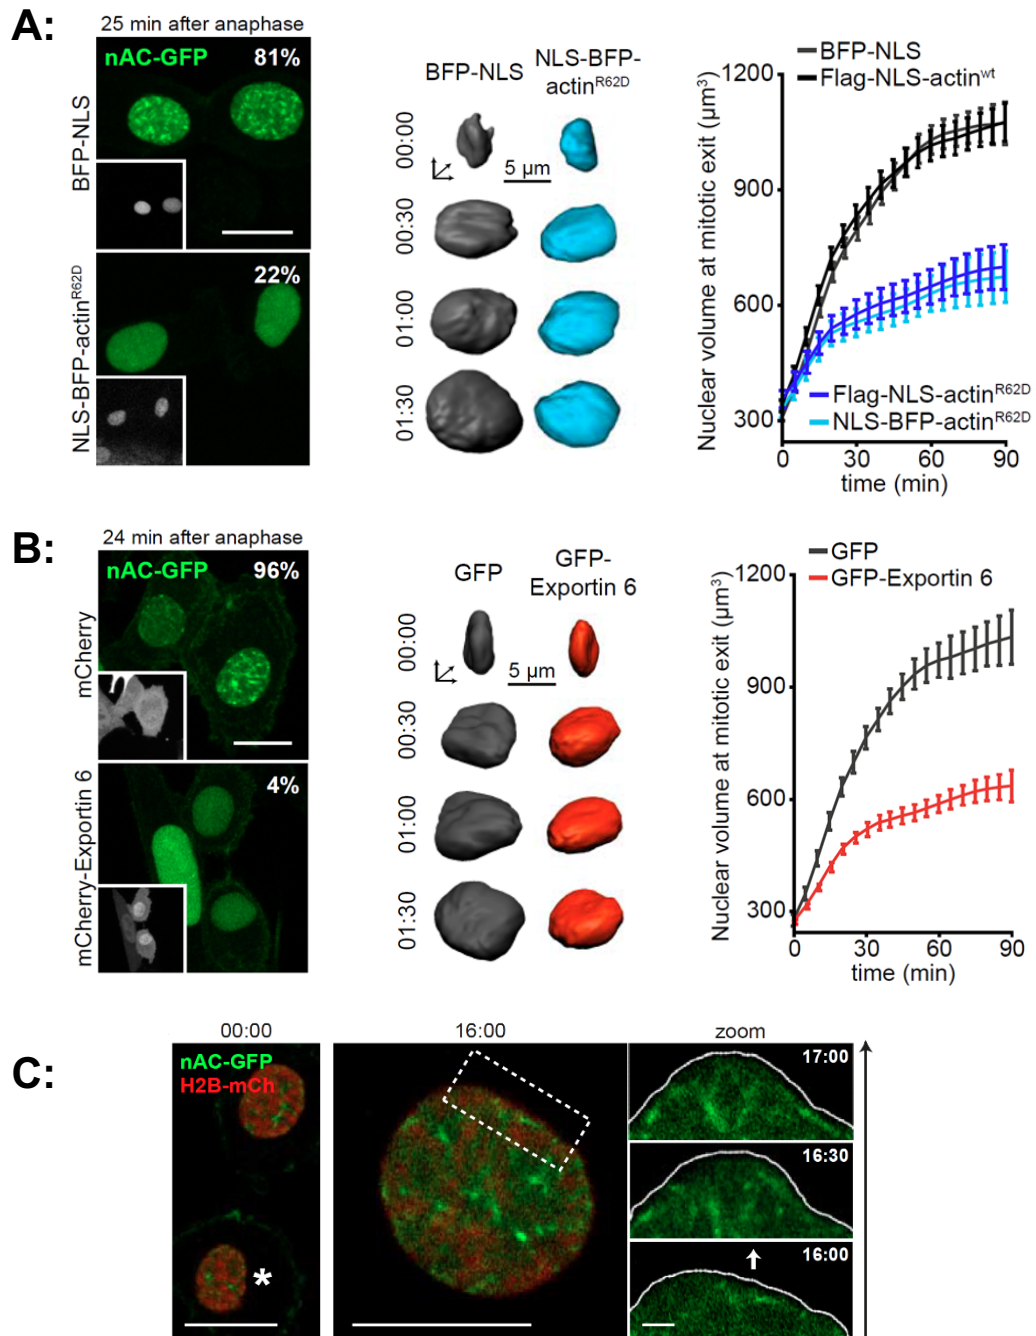 A:
25 min after anaphase
nAC-GFP
81%
BFP-NLS
22%
NLS-BFP-actinR62D
BFP-NLS
NLS-BFP-
actinR62D
00:00
5 µm
00:30
01:00
01:30
BFP-NLS
Flag-NLS-actinwt
Nuclear volume at mitotic exit (µm3)
1200
900
600
300
Flag-NLS-actinR62D
NLS-BFP-actinR62D
0 30 60 90
time (min)
B:
24 min after anaphase
nAC-GFP
96%
mCherry
4%
mCherry-Exportin 6
GFP
GFP-
Exportin 6
00:00
5 µm
00:30
01:00
01:30
GFP
GFP-Exportin 6
Nuclear volume at mitotic exit (µm3)
1200
900
600
300
0 30 60 90
time (min)
C:
00:00
nAC-GFP
H2B-mCh
*
16:00
zoom
17:00
16:30
16:00